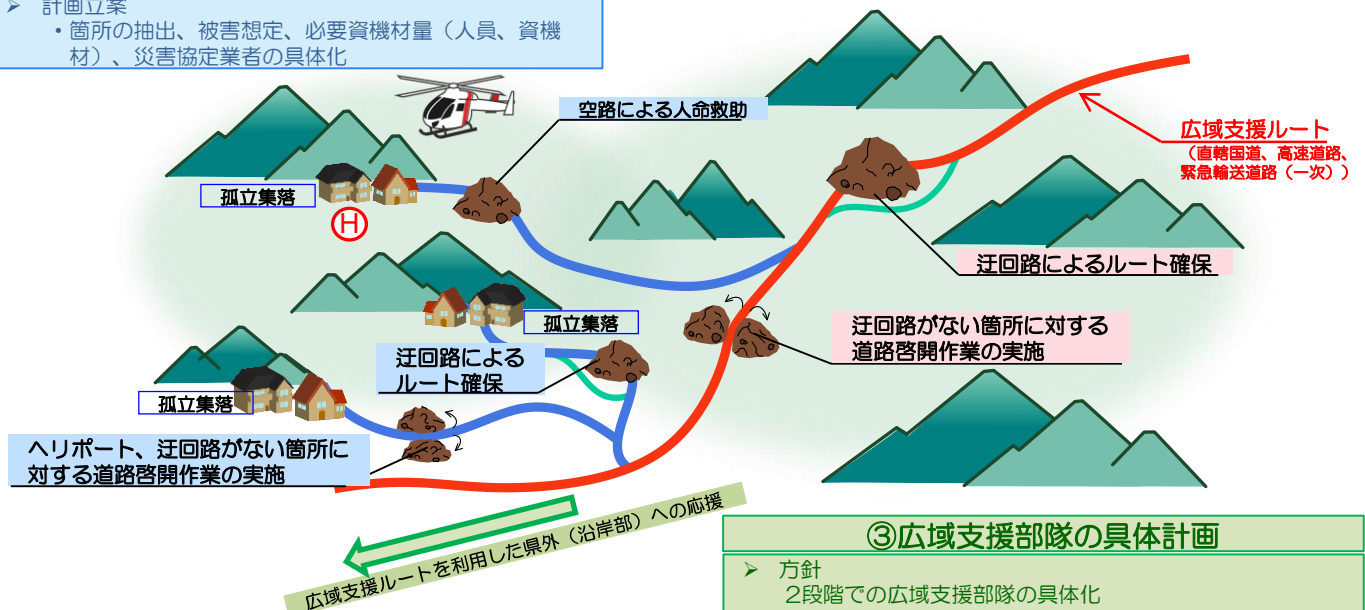 ➢ 計画立案
・箇所の抽出、被害想定、必要資機材量（人員、資機
材）、災害協定業者の具体化
空路による人命救助
広域支援ルート
（直轄国道、高速道路、
緊急輸送道路（一次））
孤立集落
H
迂回路によるルート確保
孤立集落
迂回路がない箇所に対する
道路啓開作業の実施
迂回路による
ルート確保
孤立集落
ヘリポート、迂回路がない箇所に
対する道路啓開作業の実施
広域支援ルートを利用した県外（沿岸部）への応援
③広域支援部隊の具体計画
➢ 方針
２段階での広域支援部隊の具体化